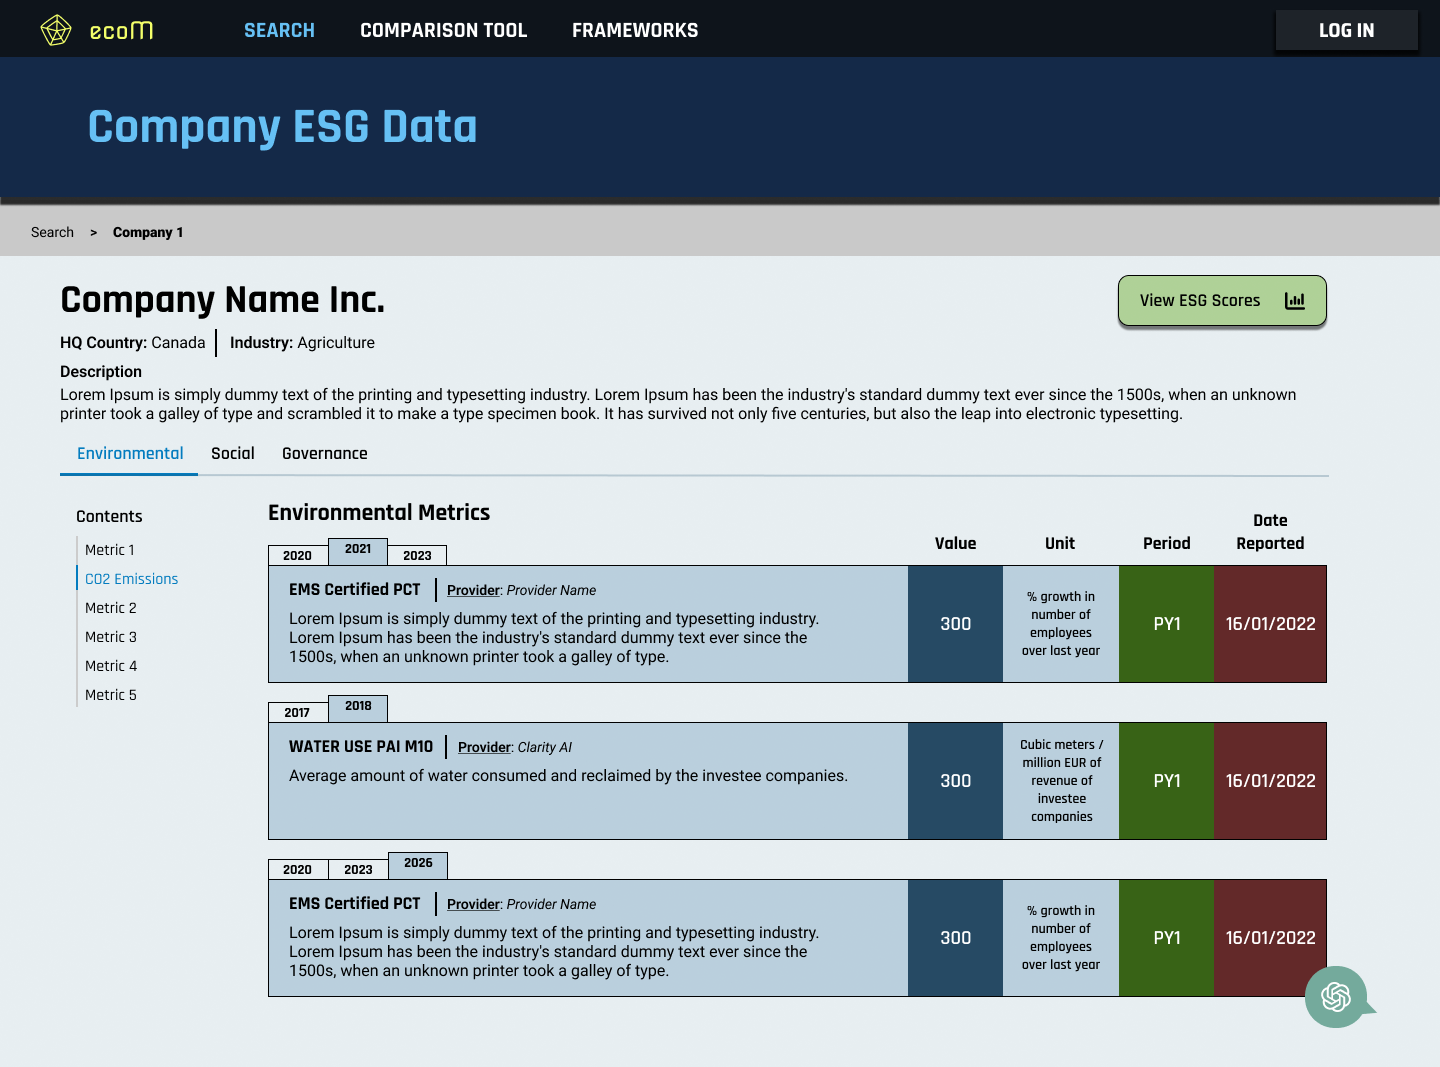 ecoM
SEARCH
COMPARISON TOOL
FRAMEWORKS
LOG IN
Company ESG Data
Search > Company 1
Company Name Inc.
View ESG Scores
HQ Country: Canada
Industry: Agriculture
Description
Lorem Ipsum is simply dummy text of the printing and typesetting industry. Lorem Ipsum has been the industry's standard dummy text ever since the 1500s, when an unknown
printer took a galley of type and scrambled it to make a type specimen book. It has survived not only five centuries, but also the leap into electronic typesetting.
Environmental
Social
Governance
Contents
Metric 1
CO2 Emissions
Metric 2
Metric 3
Metric 4
Metric 5
Environmental Metrics
Value
Unit
Period
Date
Reported
2020
2021
2023
EMS Certified PCT
Provider: Provider Name
Lorem Ipsum is simply dummy text of the printing and typesetting industry.
Lorem Ipsum has been the industry's standard dummy text ever since the
1500s, when an unknown printer took a galley of type.
300
% growth in
number of
employees
over last year
PY1
16/01/2022
2017
2018
WATER USE PAI M10
Provider: Clarity AI
Average amount of water consumed and reclaimed by the investee companies.
300
Cubic meters /
million EUR of
revenue of
investee
companies
PY1
16/01/2022
2020
2023
2026
EMS Certified PCT
Provider: Provider Name
Lorem Ipsum is simply dummy text of the printing and typesetting industry.
Lorem Ipsum has been the industry's standard dummy text ever since the
1500s, when an unknown printer took a galley of type.
300
% growth in
number of
employees
over last year
PY1
16/01/2022